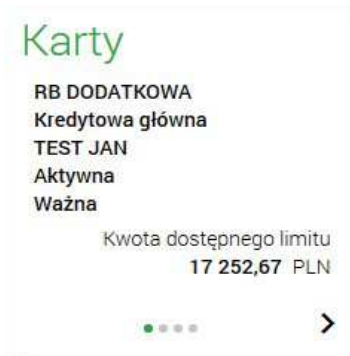 Karty
RB DODATKOWA
Kredytowa główna
TEST JAN
Aktywna
Ważna
Kwota dostępnego limitu
17 252,67 PLN